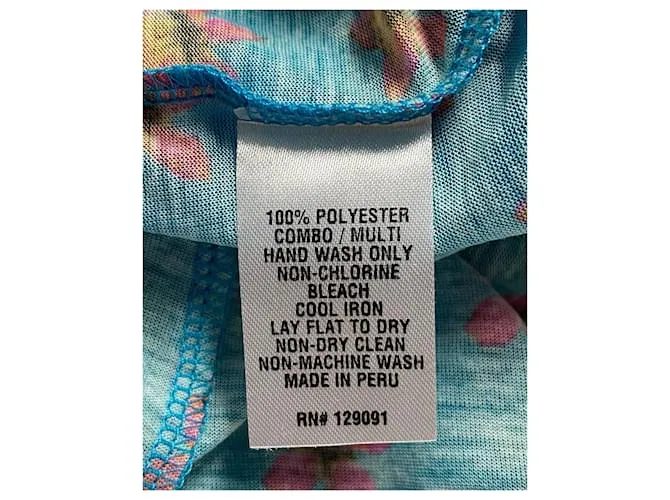 100% POLYESTER
COMBO / MULTI
HAND WASH ONLY
NON-CHLORINE
BLEACH
COOL IRON
LAY FLAT TO DRY
NON-DRY CLEAN
NON-MACHINE WASH
MADE IN PERU
RN# 129091